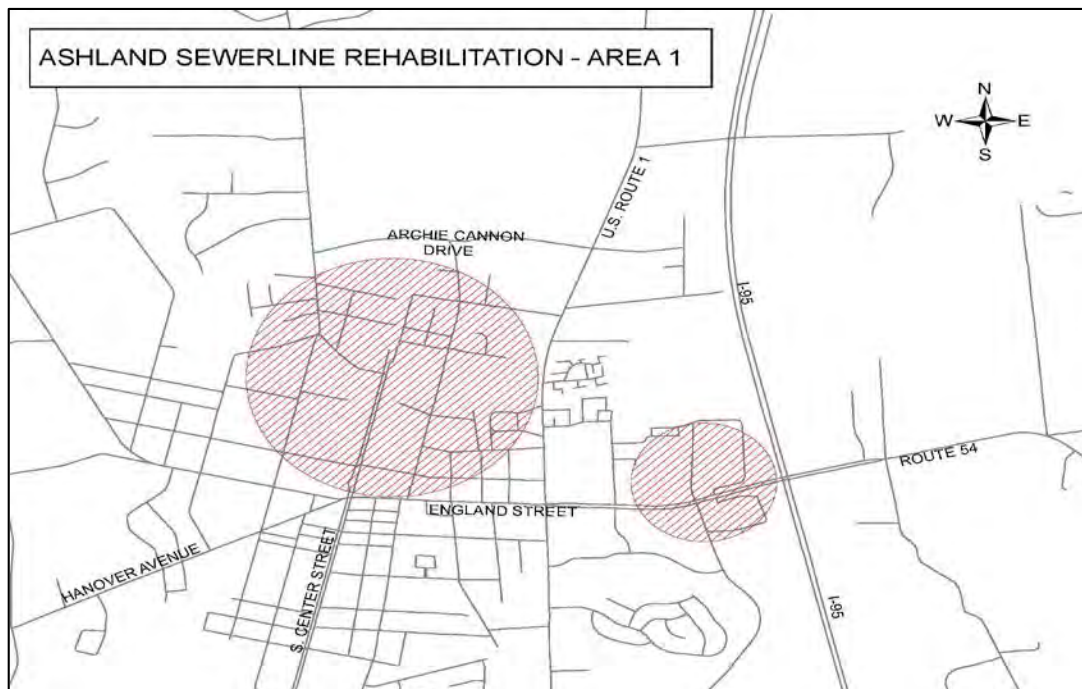 ASHLAND SEWERLINE REHABILITATION - AREA 1
N
W E
S
U.S. ROUTE 1
ARCHIE CANNON
DRIVE
I-95
ROUTE 54
ENGLAND STREET
HANOVER AVENUE
S. CENTER STREET
I-95